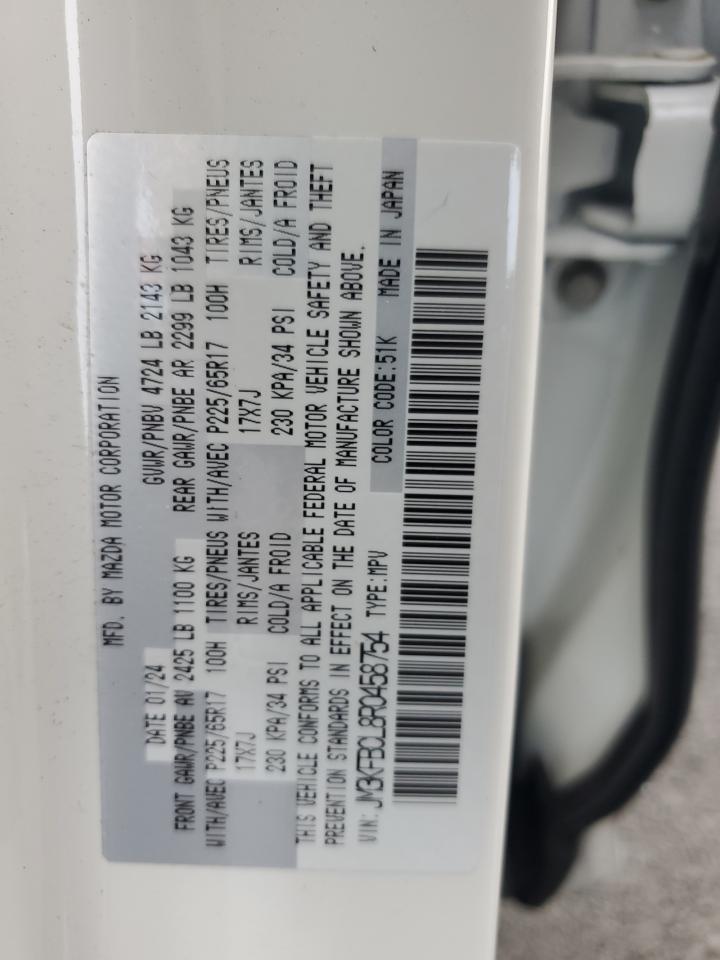 MFD. BY MAZDA MOTOR CORPORATION
DATE 01/24 GVWR/PNBV 4724 LB 2143 KG
FRONT GAWR/PNBE AV 2425 LB 1100 KG REAR GAWR/PNBE AR 2299 LB 1043 KG
WITH/AVEC P225/65R17 100H TIRES/PNEUS WITH/AVEC P225/65R17 100H TIRES/PNEUS
17X7J RIMS/JANTES 17X7J RIMS/JANTES
230 KPA/34 PSI COLD/A FROID 230 KPA/34 PSI COLD/A FROID
THIS VEHICLE CONFORMS TO ALL APPLICABLE FEDERAL MOTOR VEHICLE SAFETY AND THEFT
PREVENTION STANDARDS IN EFFECT ON THE DATE OF MANUFACTURE SHOWN ABOVE.
VIN: JM3KFBCL8R0458754 TYPE:MPV COLOR CODE:51K MADE IN JAPAN